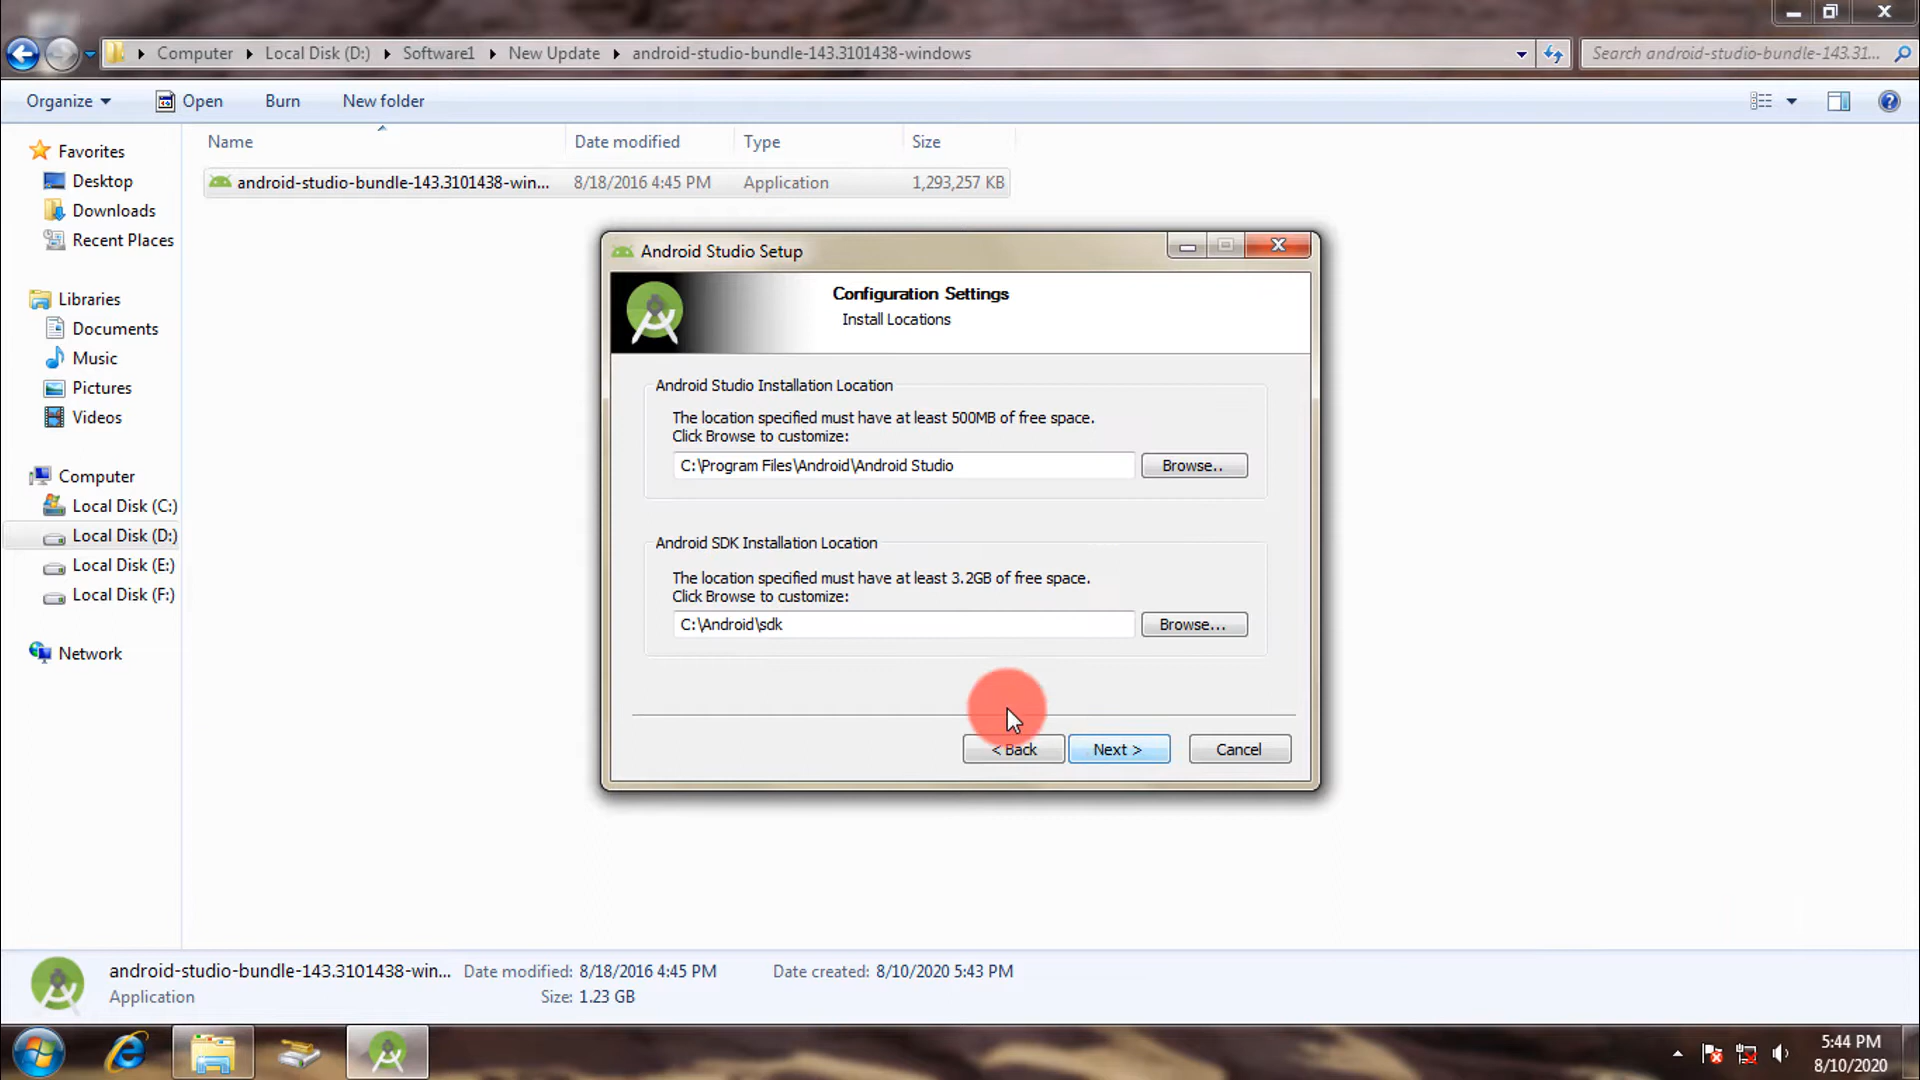 Computer Local Disk (D:) Software1 New Update android-studio-bundle-143.3101438-windows
Search android-studio-bundle-143.31...
Organize Open Burn New folder
Name Date modified Type Size
android-studio-bundle-143.3101438-win... 8/18/2016 4:45 PM Application 1,293,257 KB
Favorites
Desktop
Downloads
Recent Places
Libraries
Documents
Music
Pictures
Videos
Computer
Local Disk (C:)
Local Disk (D:)
Local Disk (E:)
Local Disk (F:)
Network
Android Studio Setup
Configuration Settings
Install Locations
Android Studio Installation Location
The location specified must have at least 500MB of free space.
Click Browse to customize:
C:\Program Files\Android\Android Studio Browse..
Android SDK Installation Location
The location specified must have at least 3.2GB of free space.
Click Browse to customize:
C:\Android\sdk Browse...
< Back Next > Cancel
android-studio-bundle-143.3101438-win... Date modified: 8/18/2016 4:45 PM Date created: 8/10/2020 5:43 PM
Application Size: 1.23 GB
5:44 PM
8/10/2020